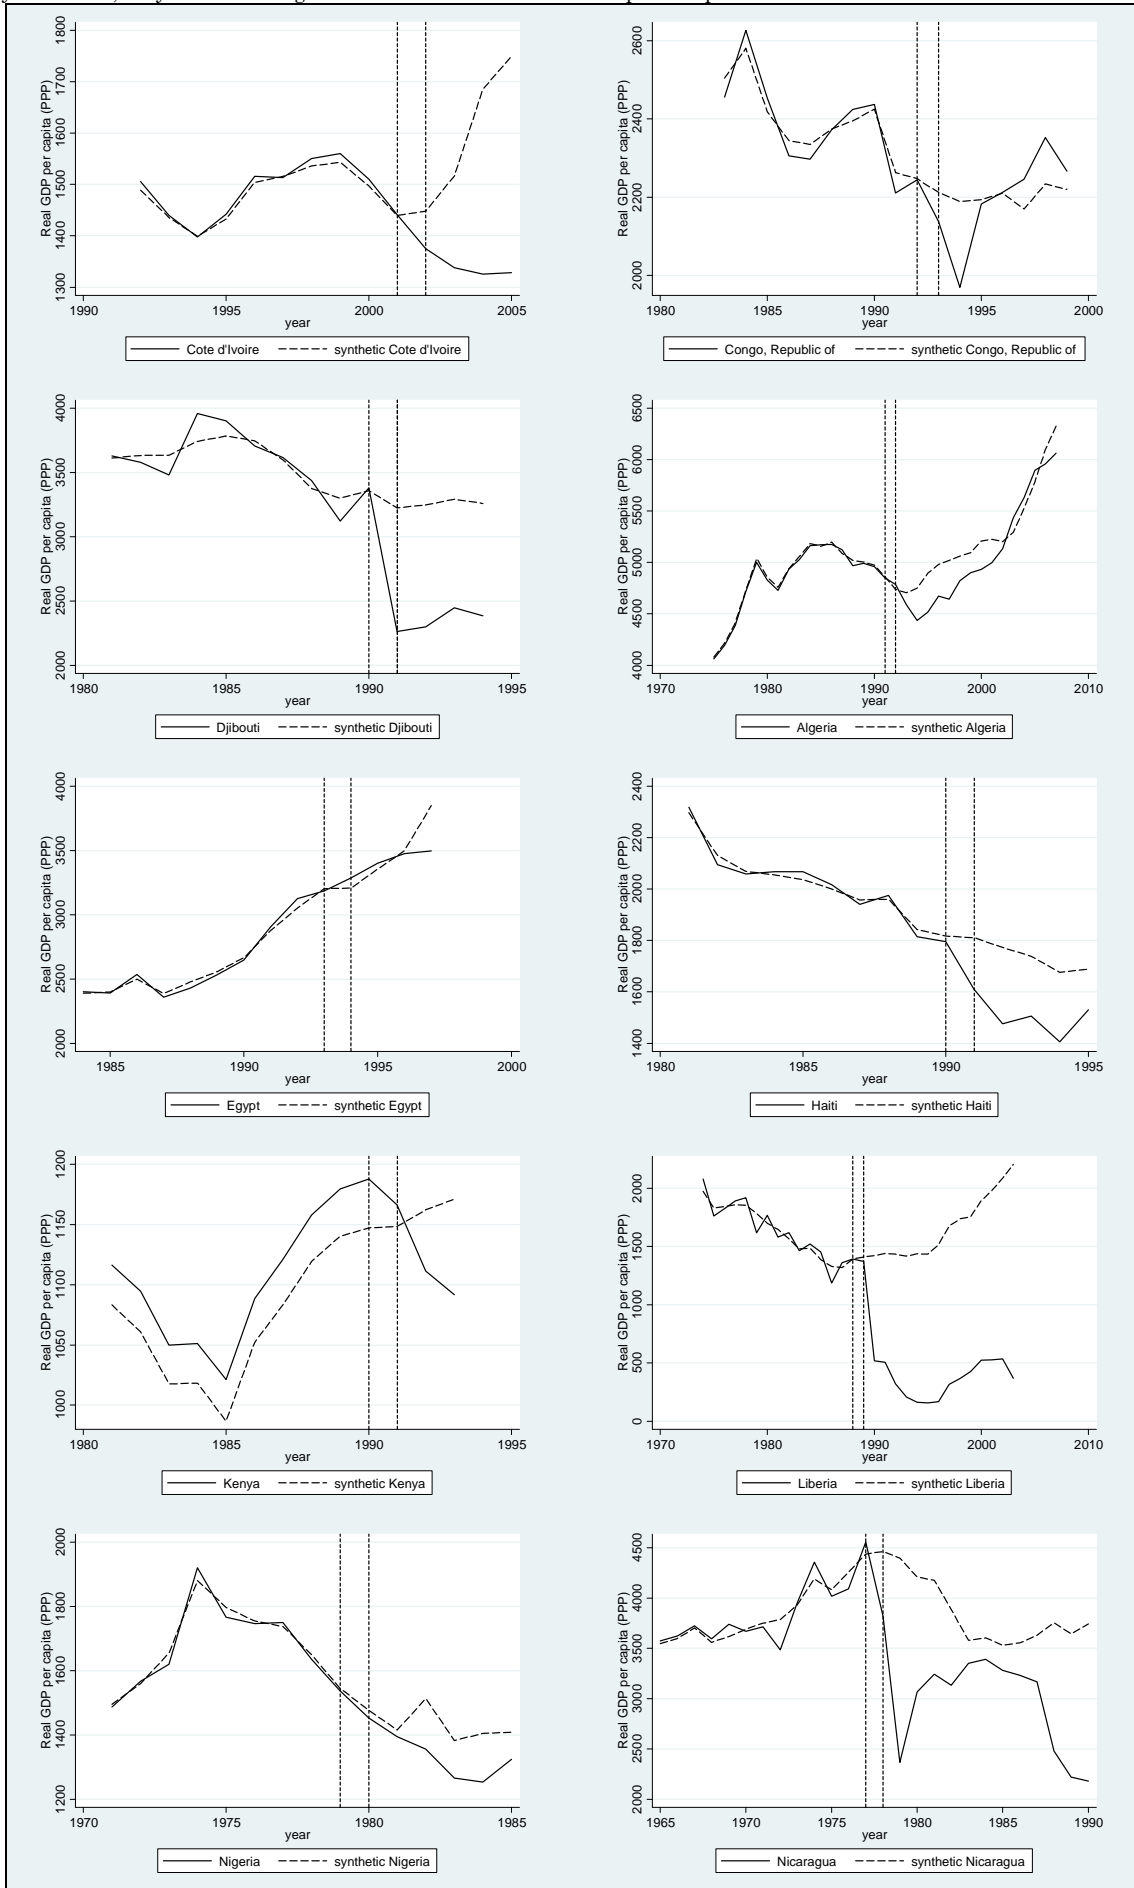 Real GDP per capita (PPP)
1300 1400 1500 1600 1700 1800
1990 1995 2000 2005
year
Cote d'Ivoire synthetic Cote d'Ivoire
Real GDP per capita (PPP)
2000 2200 2400 2600
1980 1985 1990 1995 2000
year
Congo, Republic of synthetic Congo, Republic of
Real GDP per capita (PPP)
2000 2500 3000 3500 4000
1980 1985 1990 1995
year
Djibouti synthetic Djibouti
Real GDP per capita (PPP)
4000 4500 5000 5500 6000 6500
1970 1980 1990 2000 2010
year
Algeria synthetic Algeria
Real GDP per capita (PPP)
2000 2500 3000 3500 4000
1985 1990 1995 2000
year
Egypt synthetic Egypt
Real GDP per capita (PPP)
1400 1600 1800 2000 2200 2400
1980 1985 1990 1995
year
Haiti synthetic Haiti
Real GDP per capita (PPP)
1000 1050 1100 1150 1200
1980 1985 1990 1995
year
Kenya synthetic Kenya
Real GDP per capita (PPP)
0 500 1000 1500 2000
1970 1980 1990 2000 2010
year
Liberia synthetic Liberia
Real GDP per capita (PPP)
1200 1400 1600 1800 2000
1970 1975 1980 1985
year
Nigeria synthetic Nigeria
Real GDP per capita (PPP)
2000 2500 3000 3500 4000 4500
1965 1970 1975 1980 1985 1990
year
Nicaragua synthetic Nicaragua